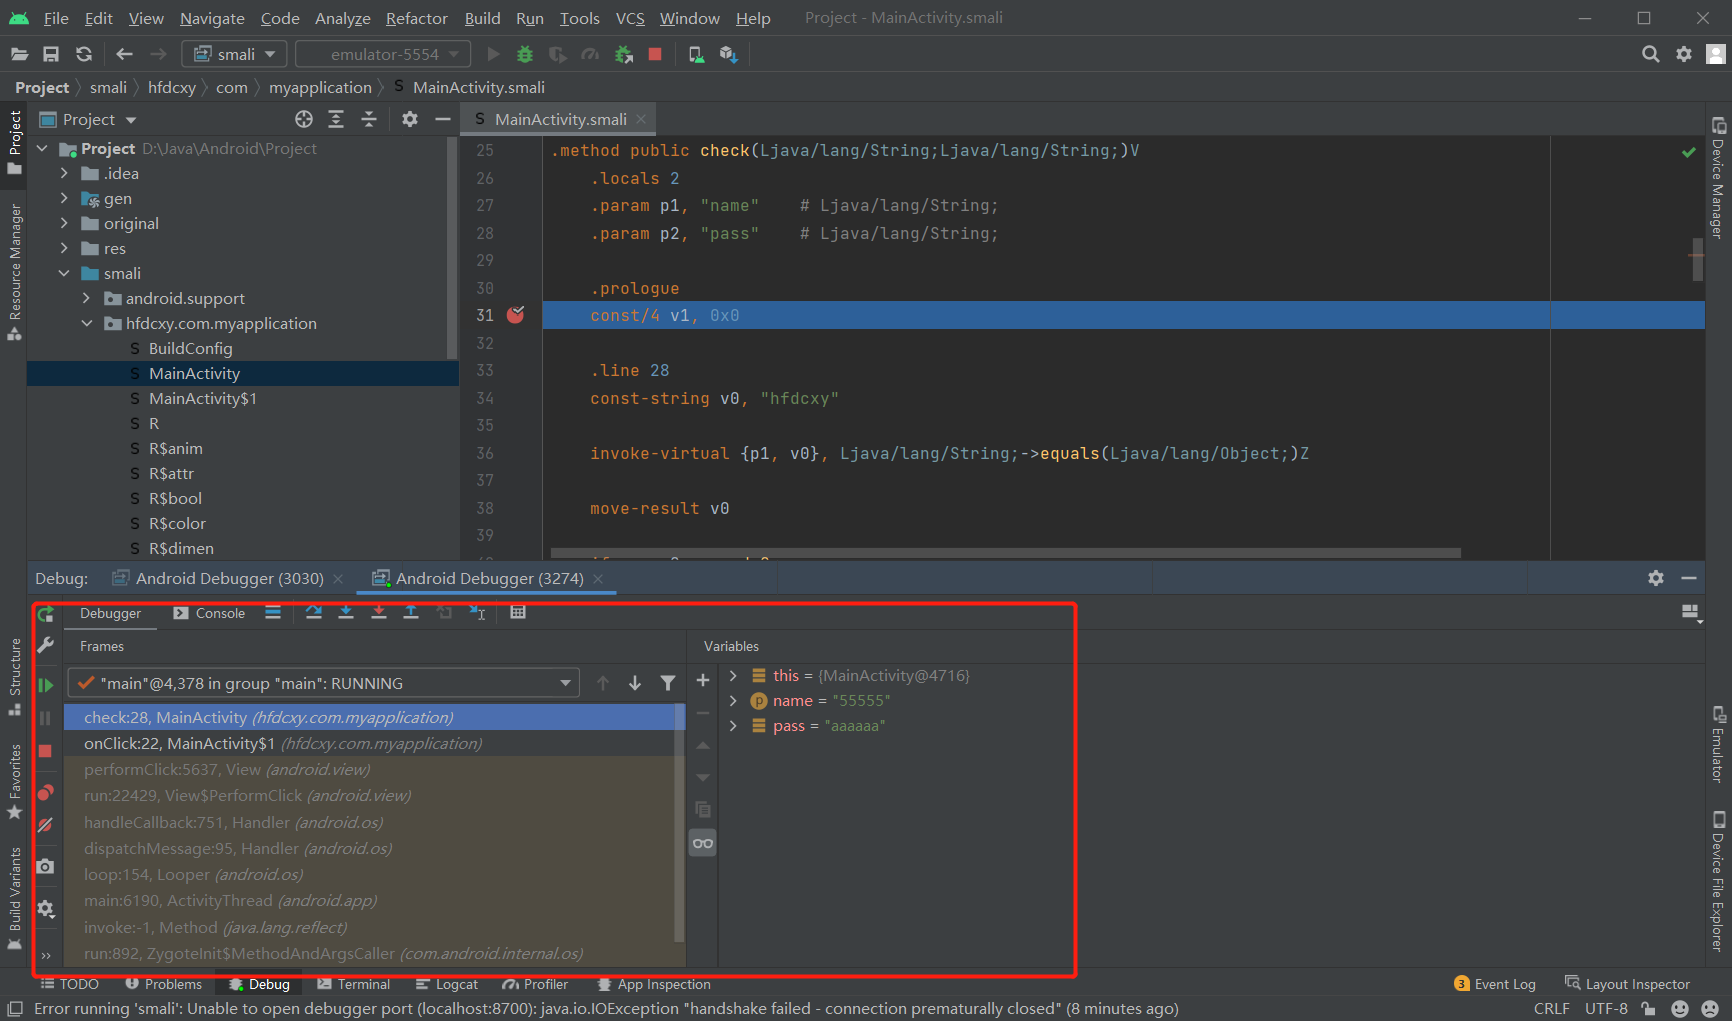 File Edit View Navigate Code Analyze Refactor Build Run Tools VCS Window Help Project - MainActivity.smali
smali emulator-5554
Project smali hfdcxy com myapplication S MainActivity.smali
Project
S MainActivity.smali
Project D:\Java\Android\Project
.idea
gen
original
res
smali
android.support
hfdcxy.com.myapplication
S BuildConfig
S MainActivity
S MainActivity$1
S R
S R$anim
S R$attr
S R$bool
S R$color
S R$dimen
25 .method public check(Ljava/lang/String;Ljava/lang/String;)V
26 .locals 2
27 .param p1, "name" # Ljava/lang/String;
28 .param p2, "pass" # Ljava/lang/String;
29
30 .prologue
31 const/4 v1, 0x0
32
33 .line 28
34 const-string v0, "hfdcxy"
35
36 invoke-virtual {p1, v0}, Ljava/lang/String;->equals(Ljava/lang/Object;)Z
37
38 move-result v0
39
Project
Resource Manager
Structure
Favorites
Build Variants
Device Manager
Emulator
Device File Explorer
Debug: Android Debugger (3030) Android Debugger (3274)
Debugger Console
Frames
"main"@4,378 in group "main": RUNNING
check:28, MainActivity (hfdcxy.com.myapplication)
onClick:22, MainActivity$1 (hfdcxy.com.myapplication)
performClick:5637, View (android.view)
run:22429, View$PerformClick (android.view)
handleCallback:751, Handler (android.os)
dispatchMessage:95, Handler (android.os)
loop:154, Looper (android.os)
main:6190, ActivityThread (android.app)
invoke:-1, Method (java.lang.reflect)
run:892, ZygoteInit$MethodAndArgsCaller (com.android.internal.os)
Variables
this = {MainActivity@4716}
p name = "55555"
pass = "aaaaaa"
TODO Problems Debug Terminal Logcat Profiler App Inspection 3 Event Log Layout Inspector
Error running 'smali': Unable to open debugger port (localhost:8700): java.io.IOException "handshake failed - connection prematurally closed" (8 minutes ago) CRLF UTF-8